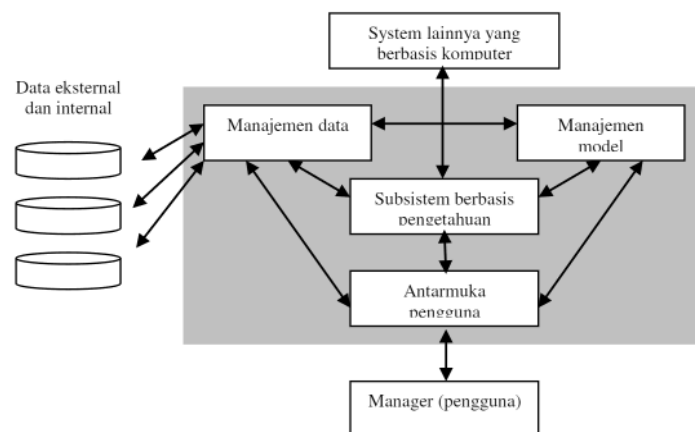 System lainnya yang
berbasis komputer
Data eksternal
dan internal
Manajemen data
Manajemen
model
Subsistem berbasis
pengetahuan
Antarmuka
pengguna
Manager (pengguna)